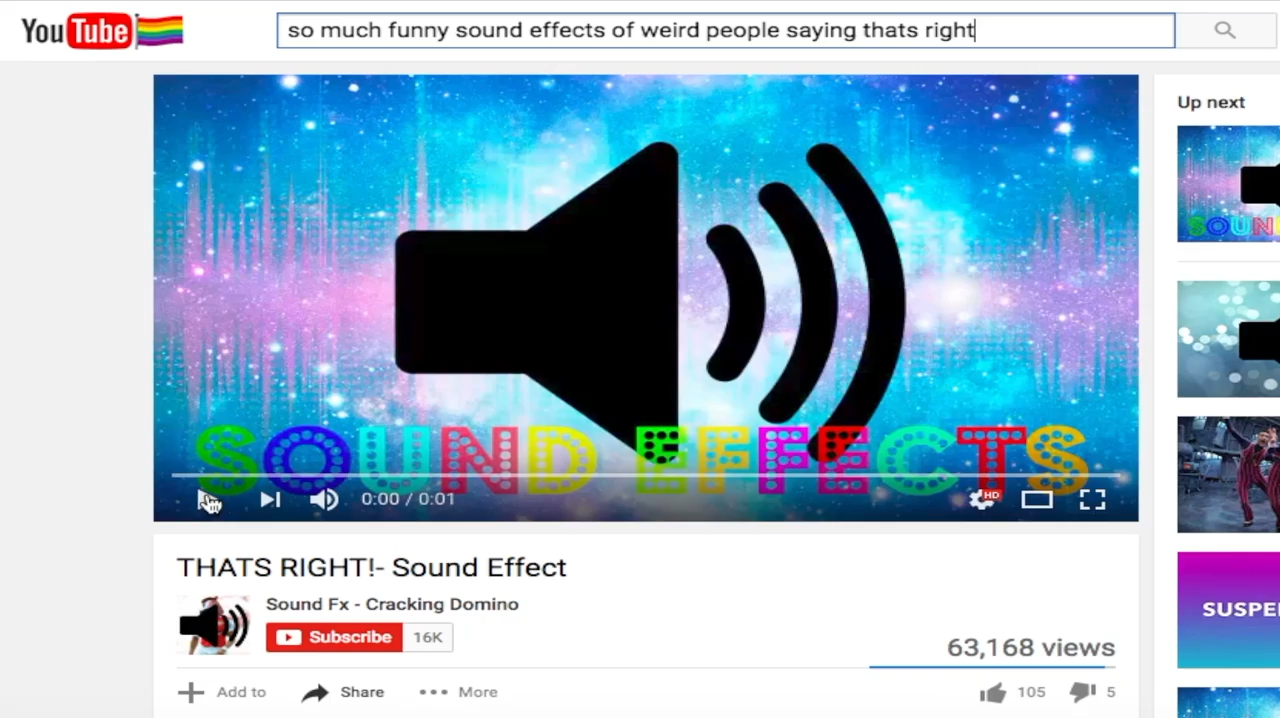 YouTube
so much funny sound effects of weird people saying thats right
Up next
SOUND EFFECTS
SOUN
0:00 / 0:01
HD
THATS RIGHT!- Sound Effect
Sound Fx - Cracking Domino
Subscribe 16K
SUSPE
63,168 views
Add to Share More
105 5